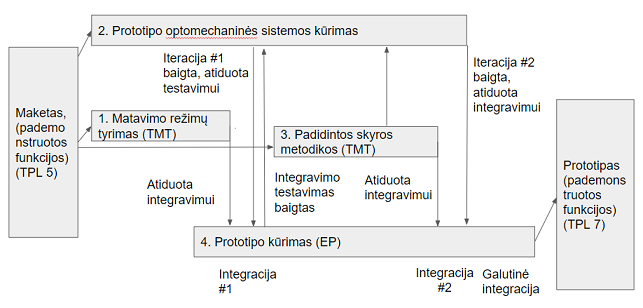 2. Prototipo optomechaninės sistemos kūrimas
Iteracija #1
baigta, atiduota
testavimui
Iteracija #2
baigta,
atiduota
integravimui
Maketas,
(pademo
nstruotos
funkcijos)
(TPL 5)
1. Matavimo režimų
tyrimas (TMT)
3. Padidintos skyros
metodikos (TMT)
Prototipas
(pademons
truotos
funkcijos)
(TPL 7)
Atiduota
integravimui
Integravimo
testavimas
baigtas
Atiduota
integravimui
4. Prototipo kūrimas (EP)
Integracija
#1
Integracija
#2
Galutinė
integracija